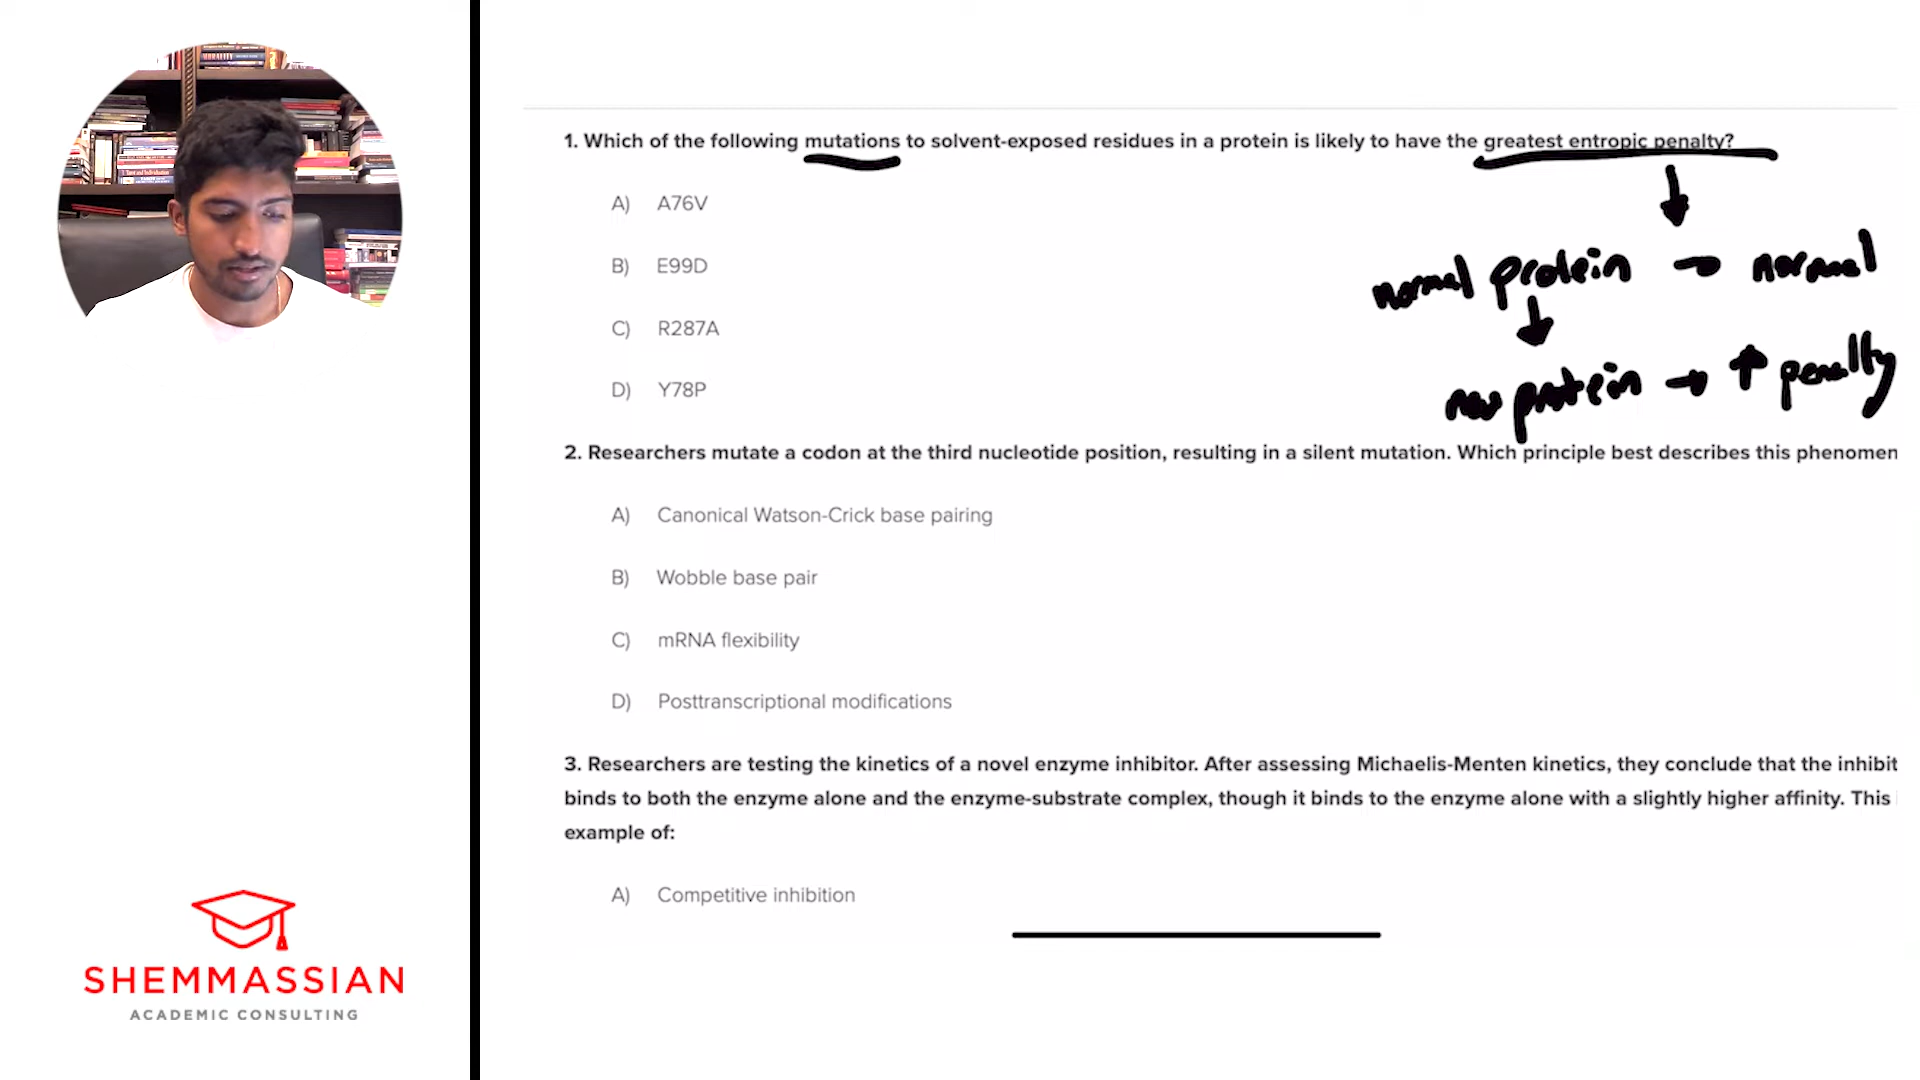 1. Which of the following mutations to solvent-exposed residues in a protein is likely to have the greatest entropic penalty?
A) A76V
B) E99D
C) R287A
D) Y78P
normal protein → normal
new protein → ↑ penalty
2. Researchers mutate a codon at the third nucleotide position, resulting in a silent mutation. Which principle best describes this phenomen
A) Canonical Watson-Crick base pairing
B) Wobble base pair
C) mRNA flexibility
D) Posttranscriptional modifications
3. Researchers are testing the kinetics of a novel enzyme inhibitor. After assessing Michaelis-Menten kinetics, they conclude that the inhibit
binds to both the enzyme alone and the enzyme-substrate complex, though it binds to the enzyme alone with a slightly higher affinity. This
example of:
A) Competitive inhibition
SHEMMASSIAN
ACADEMIC CONSULTING